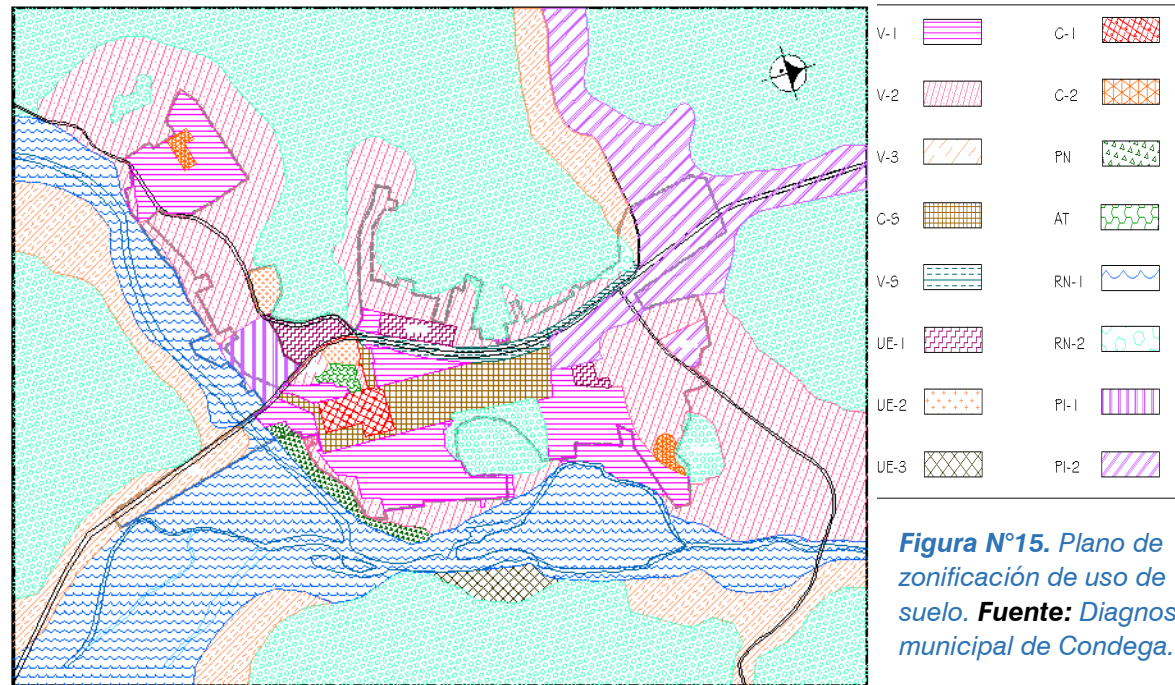 V-1 C-1
V-2 C-2
V-3 PN
C-S AT
V-S RN-1
UE-1 RN-2
UE-2 PI-1
UE-3 PI-2
Figura N°15. Plano de
zonificación de uso de
suelo. Fuente: Diagnos
municipal de Condega.